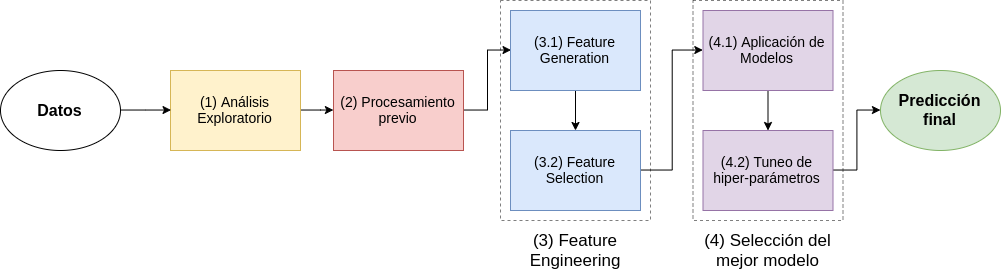 Datos
(1) Análisis
Exploratorio
(2) Procesamiento
previo
(3.1) Feature
Generation
(3.2) Feature
Selection
(3) Feature
Engineering
(4.1) Aplicación de
Modelos
(4.2) Tuneo de
hiper-parámetros
(4) Selección del
mejor modelo
Predicción
final